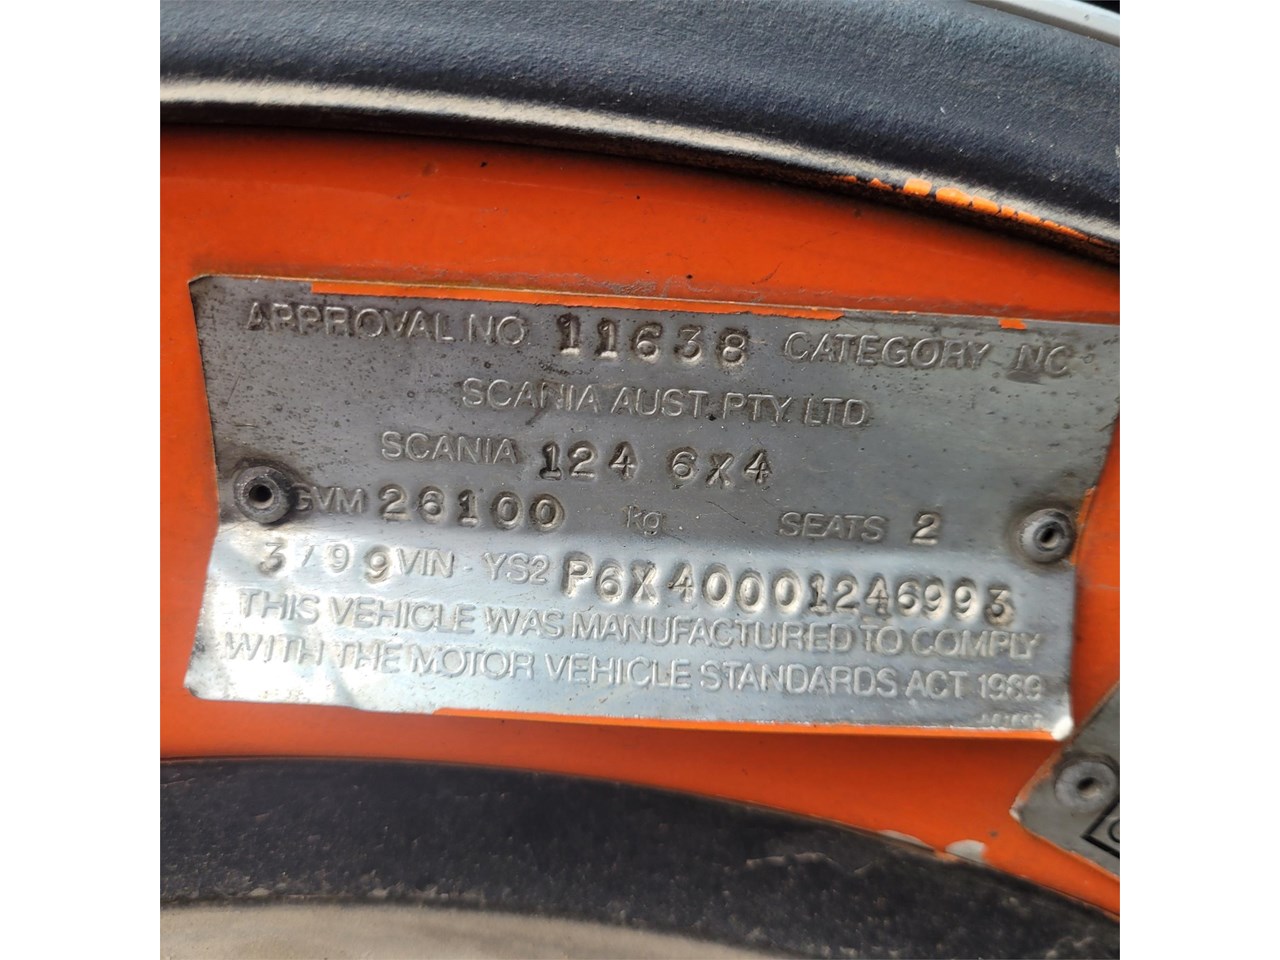 APPROVAL NO 11638 CATEGORY NC
SCANIA AUST. PTY. LTD.
SCANIA 124 6X4
GVM 26100 kg SEATS 2
3/99 VIN - YS2 P6X40001246993
THIS VEHICLE WAS MANUFACTURED TO COMPLY
WITH THE MOTOR VEHICLE STANDARDS ACT 1989